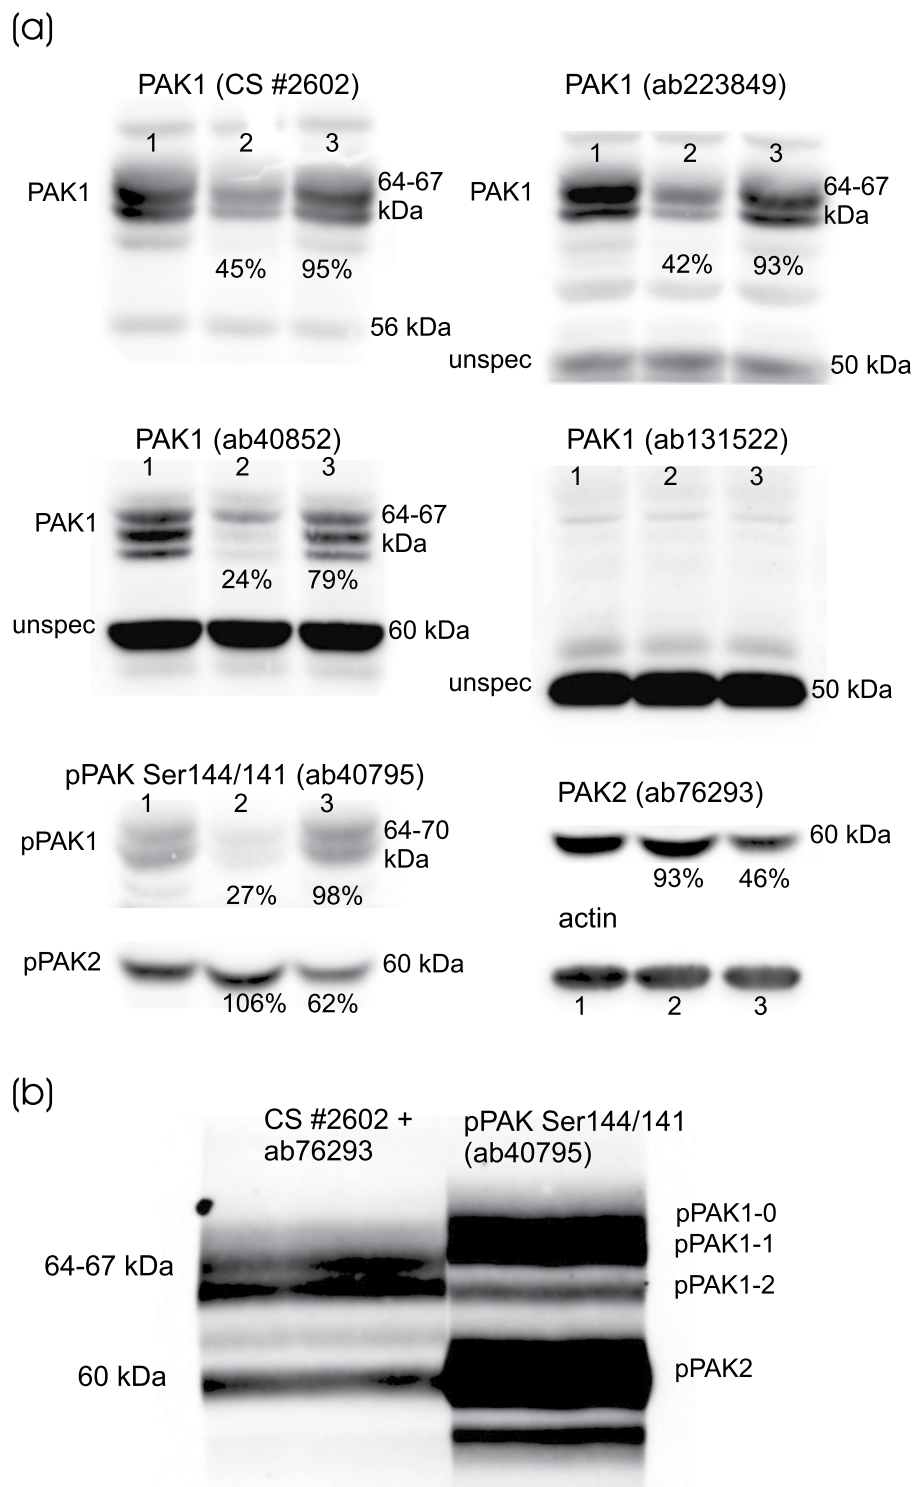 (a)
PAK1 (CS #2602)
1 2 3
PAK1
64-67
kDa
45% 95%
56 kDa
PAK1 (ab223849)
1 2 3
PAK1
64-67
kDa
42% 93%
unspec
50 kDa
PAK1 (ab40852)
1 2 3
PAK1
64-67
kDa
24% 79%
unspec
60 kDa
PAK1 (ab131522)
1 2 3
unspec
50 kDa
pPAK Ser144/141 (ab40795)
1 2 3
pPAK1
64-70
kDa
27% 98%
pPAK2
60 kDa
106% 62%
PAK2 (ab76293)
60 kDa
93% 46%
actin
1 2 3
(b)
CS #2602 +
ab76293
pPAK Ser144/141
(ab40795)
64-67 kDa
60 kDa
pPAK1-0
pPAK1-1
pPAK1-2
pPAK2